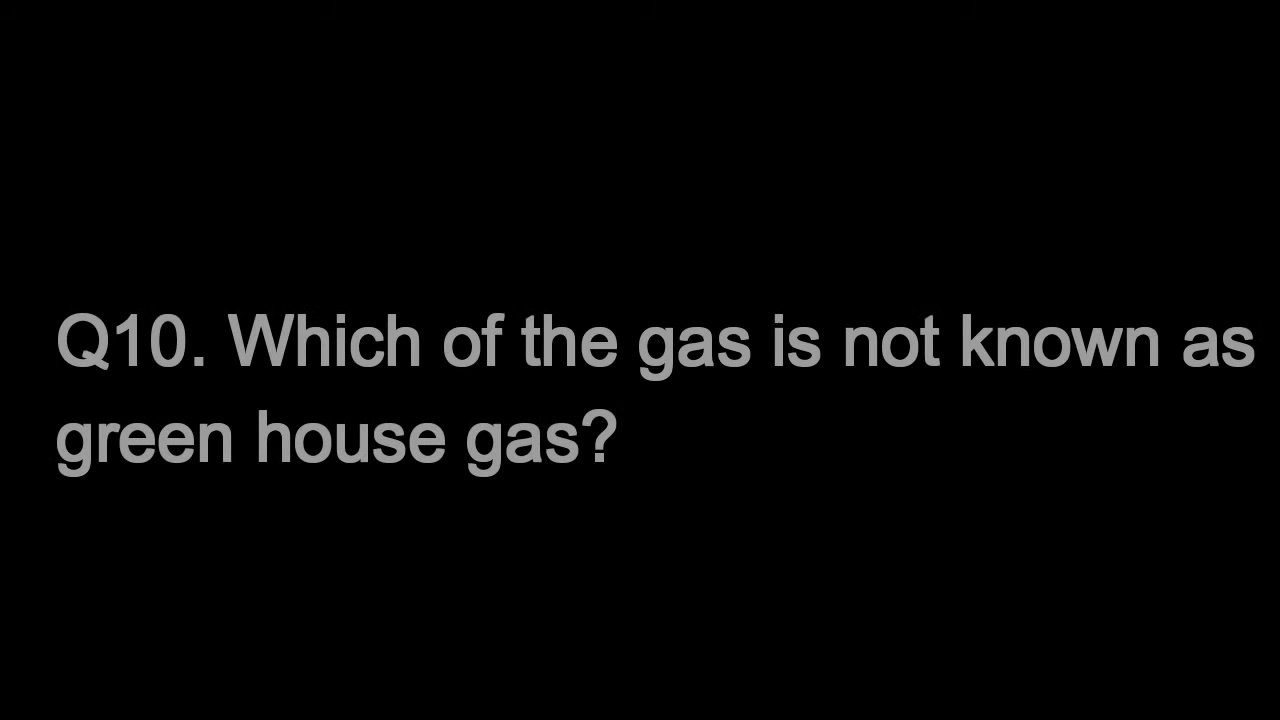 Q10. Which of the gas is not known as
green house gas?